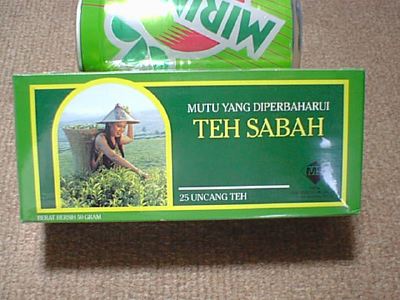 MIRI
MUTU YANG DIPERBAHARUI
TEH SABAH
25 UNCANG TEH
BERAT BERSIH 50 GRAM